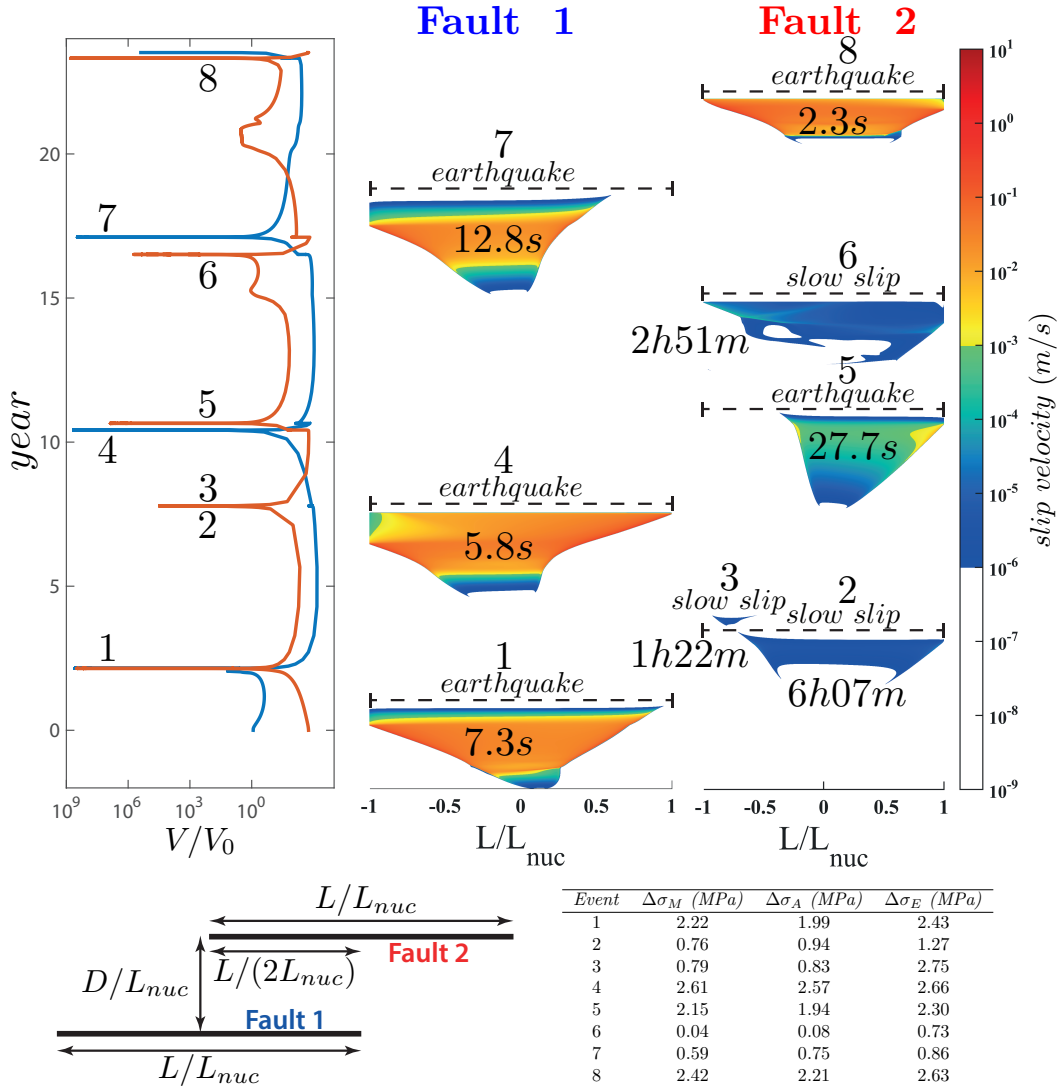 Fault 1
Fault 2
8
earthquake
2.3s
7
earthquake
12.8s
6
slow slip
2h51m
5
earthquake
27.7s
4
earthquake
5.8s
3
slow slip
1h22m
2
slow slip
6h07m
1
earthquake
7.3s
8
7
6
5
4
3
2
1
year
20
15
10
5
0
10^9 10^6 10^3 10^0
V/V_0
-1 -0.5 0 0.5 1
L/L_nuc
-1 0 1
L/L_nuc
10^1
10^0
10^-1
10^-2
10^-3
10^-4
10^-5
10^-6
10^-7
10^-8
10^-9
slip velocity (m/s)
L/L_nuc
Fault 2
L/(2L_nuc)
D/L_nuc
Fault 1
L/L_nuc
Event Δσ_M (MPa) Δσ_A (MPa) Δσ_E (MPa)
1 2.22 1.99 2.43
2 0.76 0.94 1.27
3 0.79 0.83 2.75
4 2.61 2.57 2.66
5 2.15 1.94 2.30
6 0.04 0.08 0.73
7 0.59 0.75 0.86
8 2.42 2.21 2.63